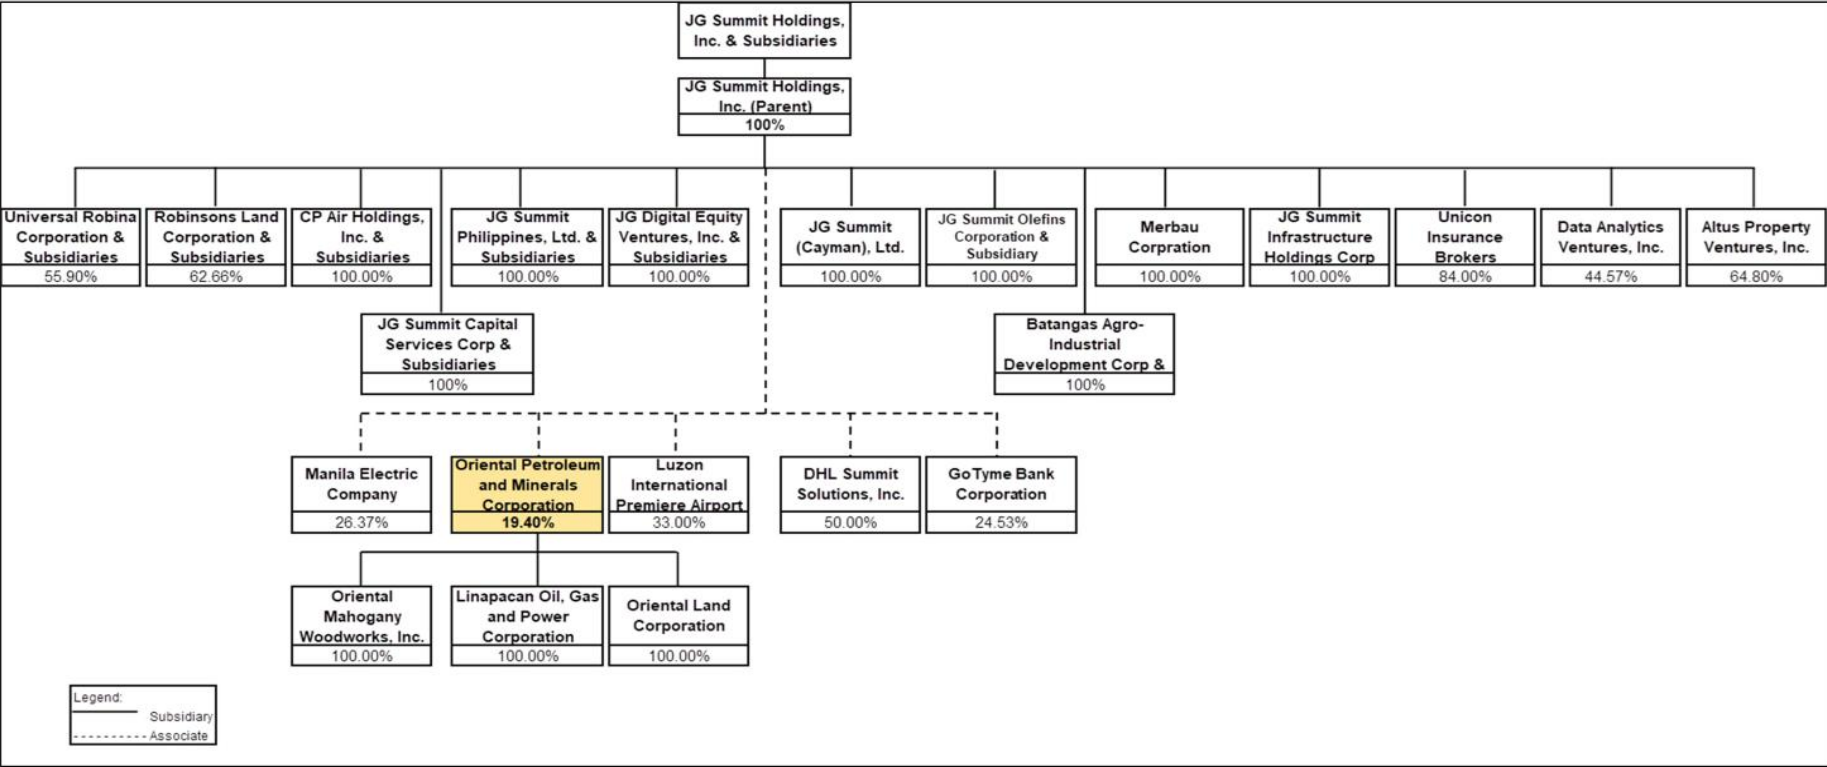 JG Summit Holdings,
Inc. & Subsidiaries
JG Summit Holdings,
Inc. (Parent)
100%
Universal Robina
Corporation &
Subsidiaries
55.90%
Robinsons Land
Corporation &
Subsidiaries
62.66%
CP Air Holdings,
Inc. &
Subsidiaries
100.00%
JG Summit
Philippines, Ltd. &
Subsidiaries
100.00%
JG Digital Equity
Ventures, Inc. &
Subsidiaries
100.00%
JG Summit
(Cayman), Ltd.
100.00%
JG Summit Olefins
Corporation &
Subsidiary
100.00%
Merbau
Corpration
100.00%
JG Summit
Infrastructure
Holdings Corp
100.00%
Unicon
Insurance
Brokers
84.00%
Data Analytics
Ventures, Inc.
44.57%
Altus Property
Ventures, Inc.
64.80%
JG Summit Capital
Services Corp &
Subsidiaries
100%
Batangas Agro-
Industrial
Development Corp &
100%
Manila Electric
Company
26.37%
Oriental Petroleum
and Minerals
Corporation
19.40%
Luzon
International
Premiere Airport
33.00%
DHL Summit
Solutions, Inc.
50.00%
GoTyme Bank
Corporation
24.53%
Oriental
Mahogany
Woodworks, Inc.
100.00%
Linapacan Oil, Gas
and Power
Corporation
100.00%
Oriental Land
Corporation
100.00%
Legend:
Subsidiary
Associate